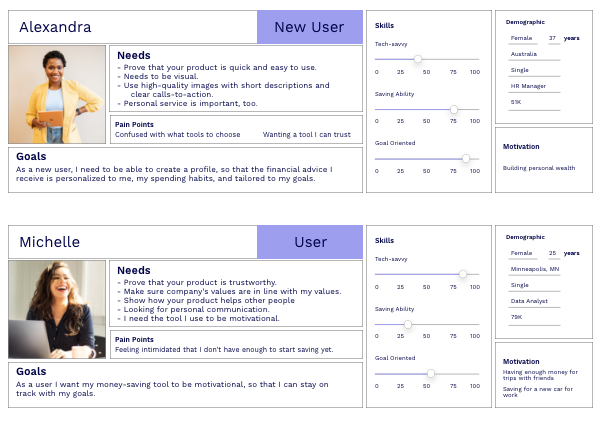 Alexandra
New User
Needs
- Prove that your product is quick and easy to use.
- Needs to be visual.
- Use high-quality images with short descriptions and
clear calls-to-action.
- Personal service is important, too.
Pain Points
Confused with what tools to choose
Wanting a tool I can trust
Goals
As a new user, I need to be able to create a profile, so that the financial advice I
receive is personalized to me, my spending habits, and tailored to my goals.
Skills
Tech-savvy
0 25 50 75 100
Saving Ability
0 25 50 75 100
Goal Oriented
0 25 50 75 100
Demographic
Female 37 years
Australia
Single
HR Manager
51K
Motivation
Building personal wealth
Michelle
User
Needs
- Prove that your product is trustworthy.
- Make sure company's values are in line with my values.
- Show how your product helps other people
- Looking for personal communication.
- I need the tool I use to be motivational.
Pain Points
Feeling intimidated that I don't have enough to start saving yet.
Goals
As a user I want my money-saving tool to be motivational, so that I can stay on
track with my goals.
Skills
Tech-savvy
0 25 50 75 100
Saving Ability
0 25 50 75 100
Goal Oriented
0 25 50 75 100
Demographic
Female 25 years
Minneapolis, MN
Single
Data Analyst
79K
Motivation
Having enough money for
trips with friends
Saving for a new car for
work